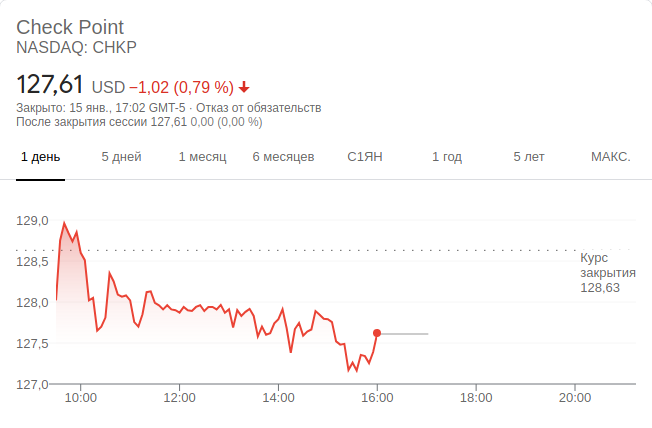 Check Point
NASDAQ: CHKP
127,61 USD −1,02 (0,79 %)
Закрыто: 15 янв., 17:02 GMT-5 · Отказ от обязательств
После закрытия сессии 127,61 0,00 (0,00 %)
1 день 5 дней 1 месяц 6 месяцев С1ЯН 1 год 5 лет МАКС.
129,0
128,5
128,0
127,5
127,0
Курс
закрытия
128,63
10:00 12:00 14:00 16:00 18:00 20:00